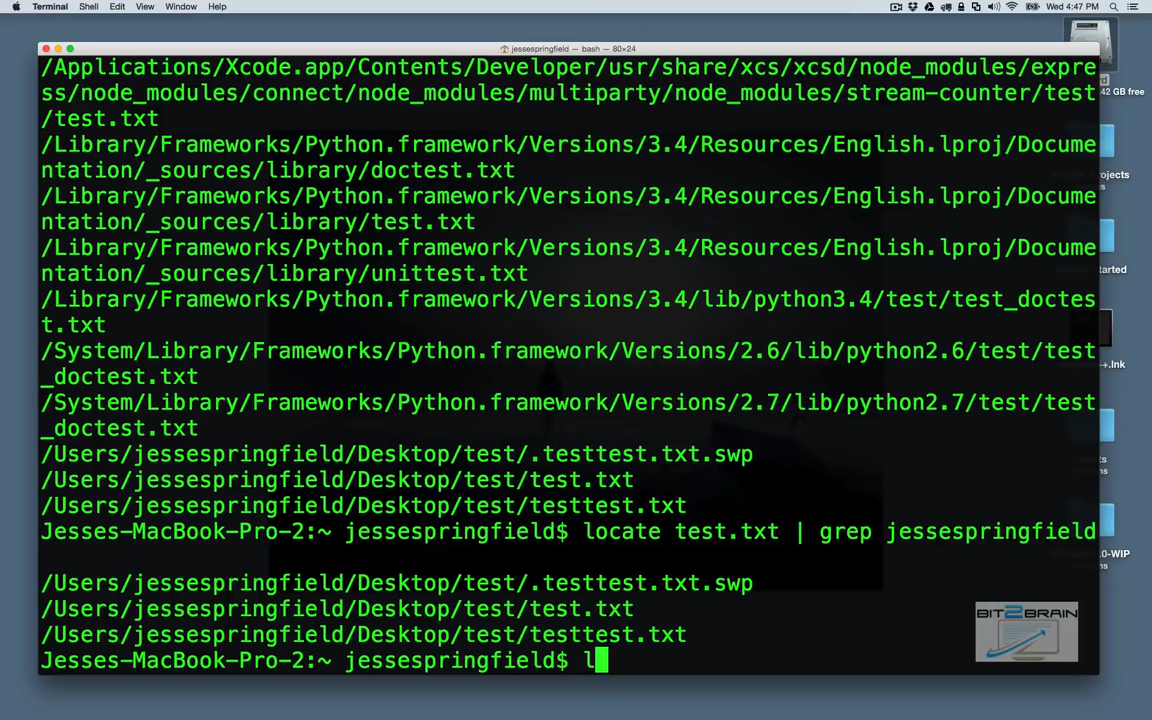 Terminal Shell Edit View Window Help Wed 4:47 PM
jessespringfield — bash — 80×24
/Applications/Xcode.app/Contents/Developer/usr/share/xcs/xcsd/node_modules/expre
ss/node_modules/connect/node_modules/multiparty/node_modules/stream-counter/test
/test.txt
/Library/Frameworks/Python.framework/Versions/3.4/Resources/English.lproj/Docume
ntation/_sources/library/doctest.txt
/Library/Frameworks/Python.framework/Versions/3.4/Resources/English.lproj/Docume
ntation/_sources/library/test.txt
/Library/Frameworks/Python.framework/Versions/3.4/Resources/English.lproj/Docume
ntation/_sources/library/unittest.txt
/Library/Frameworks/Python.framework/Versions/3.4/lib/python3.4/test/test_doctes
t.txt
/System/Library/Frameworks/Python.framework/Versions/2.6/lib/python2.6/test/test
_doctest.txt
/System/Library/Frameworks/Python.framework/Versions/2.7/lib/python2.7/test/test
_doctest.txt
/Users/jessespringfield/Desktop/test/.testtest.txt.swp
/Users/jessespringfield/Desktop/test/test.txt
/Users/jessespringfield/Desktop/test/testtest.txt
Jesses-MacBook-Pro-2:~ jessespringfield$ locate test.txt | grep jessespringfield
/Users/jessespringfield/Desktop/test/.testtest.txt.swp
/Users/jessespringfield/Desktop/test/test.txt
/Users/jessespringfield/Desktop/test/testtest.txt
Jesses-MacBook-Pro-2:~ jessespringfield$ l
42 GB free
BIT2BRAIN